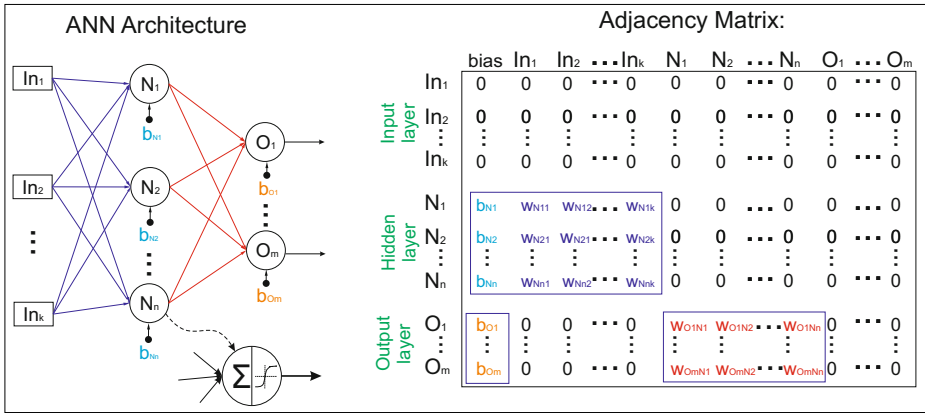 ANN Architecture
In1
In2
⋮
Ink
N1
bN1
N2
bN2
⋮
Nn
bNn
O1
bO1
⋮
Om
bOm
Σ
Adjacency Matrix:
bias In1 In2 ... Ink N1 N2 ... Nn O1 ... Om
Input layer
In1 0 0 0 ... 0 0 0 ... 0 0 ... 0
In2 0 0 0 ... 0 0 0 ... 0 0 ... 0
⋮ ⋮ ⋮ ⋮ ⋮ ⋮ ⋮ ⋮ ⋮ ⋮
Ink 0 0 0 ... 0 0 0 ... 0 0 ... 0
Hidden layer
N1 bN1 wN11 wN12 ... wN1k 0 0 ... 0 0 ... 0
N2 bN2 wN21 wN21 ... wN2k 0 0 ... 0 0 ... 0
⋮ ⋮ ⋮ ⋮ ⋮ ⋮ ⋮ ⋮ ⋮ ⋮
Nn bNn wNn1 wNn2 ... wNnk 0 0 ... 0 0 ... 0
Output layer
O1 bO1 0 0 ... 0 wO1N1 wO1N2 ... wO1Nn 0 ... 0
⋮ ⋮ ⋮ ⋮ ⋮ ⋮ ⋮ ⋮ ⋮ ⋮
Om bOm 0 0 ... 0 wOmN1 wOmN2 ... wOmNn 0 ... 0